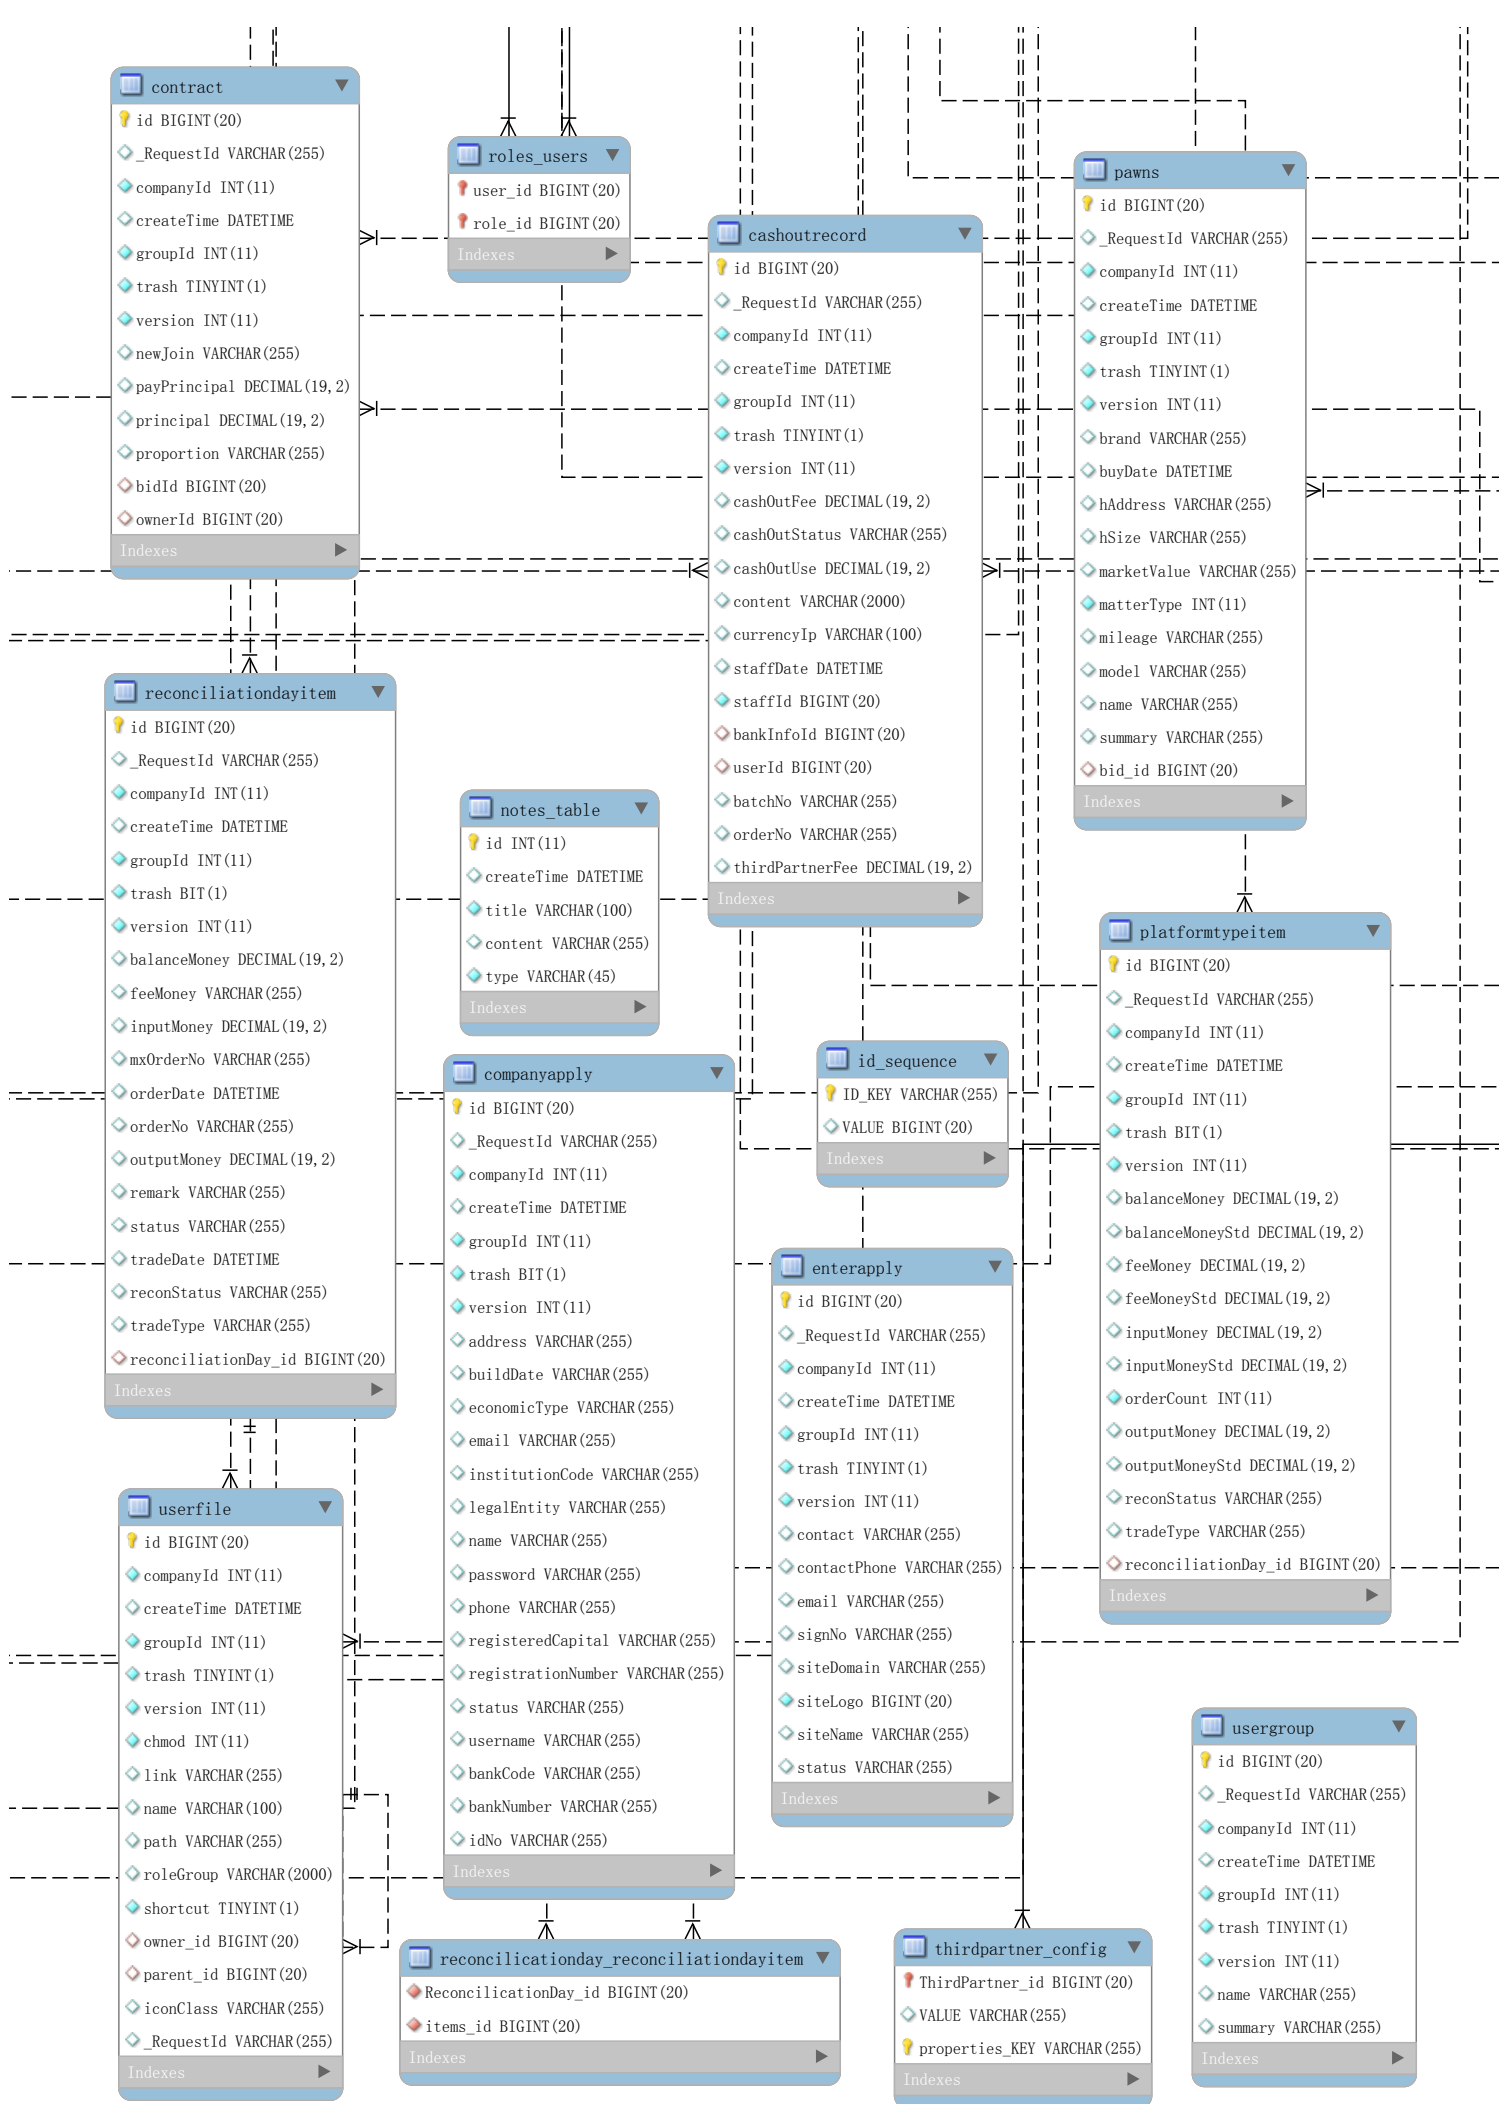 contract
id BIGINT(20)
_RequestId VARCHAR(255)
companyId INT(11)
createTime DATETIME
groupId INT(11)
trash TINYINT(1)
version INT(11)
newJoin VARCHAR(255)
payPrincipal DECIMAL(19,2)
principal DECIMAL(19,2)
proportion VARCHAR(255)
bidId BIGINT(20)
ownerId BIGINT(20)
Indexes
roles_users
user_id BIGINT(20)
role_id BIGINT(20)
Indexes
cashoutrecord
id BIGINT(20)
_RequestId VARCHAR(255)
companyId INT(11)
createTime DATETIME
groupId INT(11)
trash TINYINT(1)
version INT(11)
cashOutFee DECIMAL(19,2)
cashOutStatus VARCHAR(255)
cashOutUse DECIMAL(19,2)
content VARCHAR(2000)
currencyIp VARCHAR(100)
staffDate DATETIME
staffId BIGINT(20)
bankInfoId BIGINT(20)
userId BIGINT(20)
batchNo VARCHAR(255)
orderNo VARCHAR(255)
thirdPartnerFee DECIMAL(19,2)
Indexes
pawns
id BIGINT(20)
_RequestId VARCHAR(255)
companyId INT(11)
createTime DATETIME
groupId INT(11)
trash TINYINT(1)
version INT(11)
brand VARCHAR(255)
buyDate DATETIME
hAddress VARCHAR(255)
hSize VARCHAR(255)
marketValue VARCHAR(255)
matterType INT(11)
mileage VARCHAR(255)
model VARCHAR(255)
name VARCHAR(255)
summary VARCHAR(255)
bid_id BIGINT(20)
Indexes
reconciliationdayitem
id BIGINT(20)
_RequestId VARCHAR(255)
companyId INT(11)
createTime DATETIME
groupId INT(11)
trash BIT(1)
version INT(11)
balanceMoney DECIMAL(19,2)
feeMoney VARCHAR(255)
inputMoney DECIMAL(19,2)
mxOrderNo VARCHAR(255)
orderDate DATETIME
orderNo VARCHAR(255)
outputMoney DECIMAL(19,2)
remark VARCHAR(255)
status VARCHAR(255)
tradeDate DATETIME
reconStatus VARCHAR(255)
tradeType VARCHAR(255)
reconciliationDay_id BIGINT(20)
Indexes
notes_table
id INT(11)
createTime DATETIME
title VARCHAR(100)
content VARCHAR(255)
type VARCHAR(45)
Indexes
platformtypeitem
id BIGINT(20)
_RequestId VARCHAR(255)
companyId INT(11)
createTime DATETIME
groupId INT(11)
trash BIT(1)
version INT(11)
balanceMoney DECIMAL(19,2)
balanceMoneyStd DECIMAL(19,2)
feeMoney DECIMAL(19,2)
feeMoneyStd DECIMAL(19,2)
inputMoney DECIMAL(19,2)
inputMoneyStd DECIMAL(19,2)
orderCount INT(11)
outputMoney DECIMAL(19,2)
outputMoneyStd DECIMAL(19,2)
reconStatus VARCHAR(255)
tradeType VARCHAR(255)
reconciliationDay_id BIGINT(20)
Indexes
companyapply
id BIGINT(20)
_RequestId VARCHAR(255)
companyId INT(11)
createTime DATETIME
groupId INT(11)
trash BIT(1)
version INT(11)
address VARCHAR(255)
buildDate VARCHAR(255)
economicType VARCHAR(255)
email VARCHAR(255)
institutionCode VARCHAR(255)
legalEntity VARCHAR(255)
name VARCHAR(255)
password VARCHAR(255)
phone VARCHAR(255)
registeredCapital VARCHAR(255)
registrationNumber VARCHAR(255)
status VARCHAR(255)
username VARCHAR(255)
bankCode VARCHAR(255)
bankNumber VARCHAR(255)
idNo VARCHAR(255)
Indexes
id_sequence
ID_KEY VARCHAR(255)
VALUE BIGINT(20)
Indexes
enterapply
id BIGINT(20)
_RequestId VARCHAR(255)
companyId INT(11)
createTime DATETIME
groupId INT(11)
trash TINYINT(1)
version INT(11)
contact VARCHAR(255)
contactPhone VARCHAR(255)
email VARCHAR(255)
signNo VARCHAR(255)
siteDomain VARCHAR(255)
siteLogo BIGINT(20)
siteName VARCHAR(255)
status VARCHAR(255)
Indexes
userfile
id BIGINT(20)
companyId INT(11)
createTime DATETIME
groupId INT(11)
trash TINYINT(1)
version INT(11)
chmod INT(11)
link VARCHAR(255)
name VARCHAR(100)
path VARCHAR(255)
roleGroup VARCHAR(2000)
shortcut TINYINT(1)
owner_id BIGINT(20)
parent_id BIGINT(20)
iconClass VARCHAR(255)
_RequestId VARCHAR(255)
Indexes
usergroup
id BIGINT(20)
_RequestId VARCHAR(255)
companyId INT(11)
createTime DATETIME
groupId INT(11)
trash TINYINT(1)
version INT(11)
name VARCHAR(255)
summary VARCHAR(255)
Indexes
reconcilicationday_reconciliationdayitem
ReconcilicationDay_id BIGINT(20)
items_id BIGINT(20)
Indexes
thirdpartner_config
ThirdPartner_id BIGINT(20)
VALUE VARCHAR(255)
properties_KEY VARCHAR(255)
Indexes